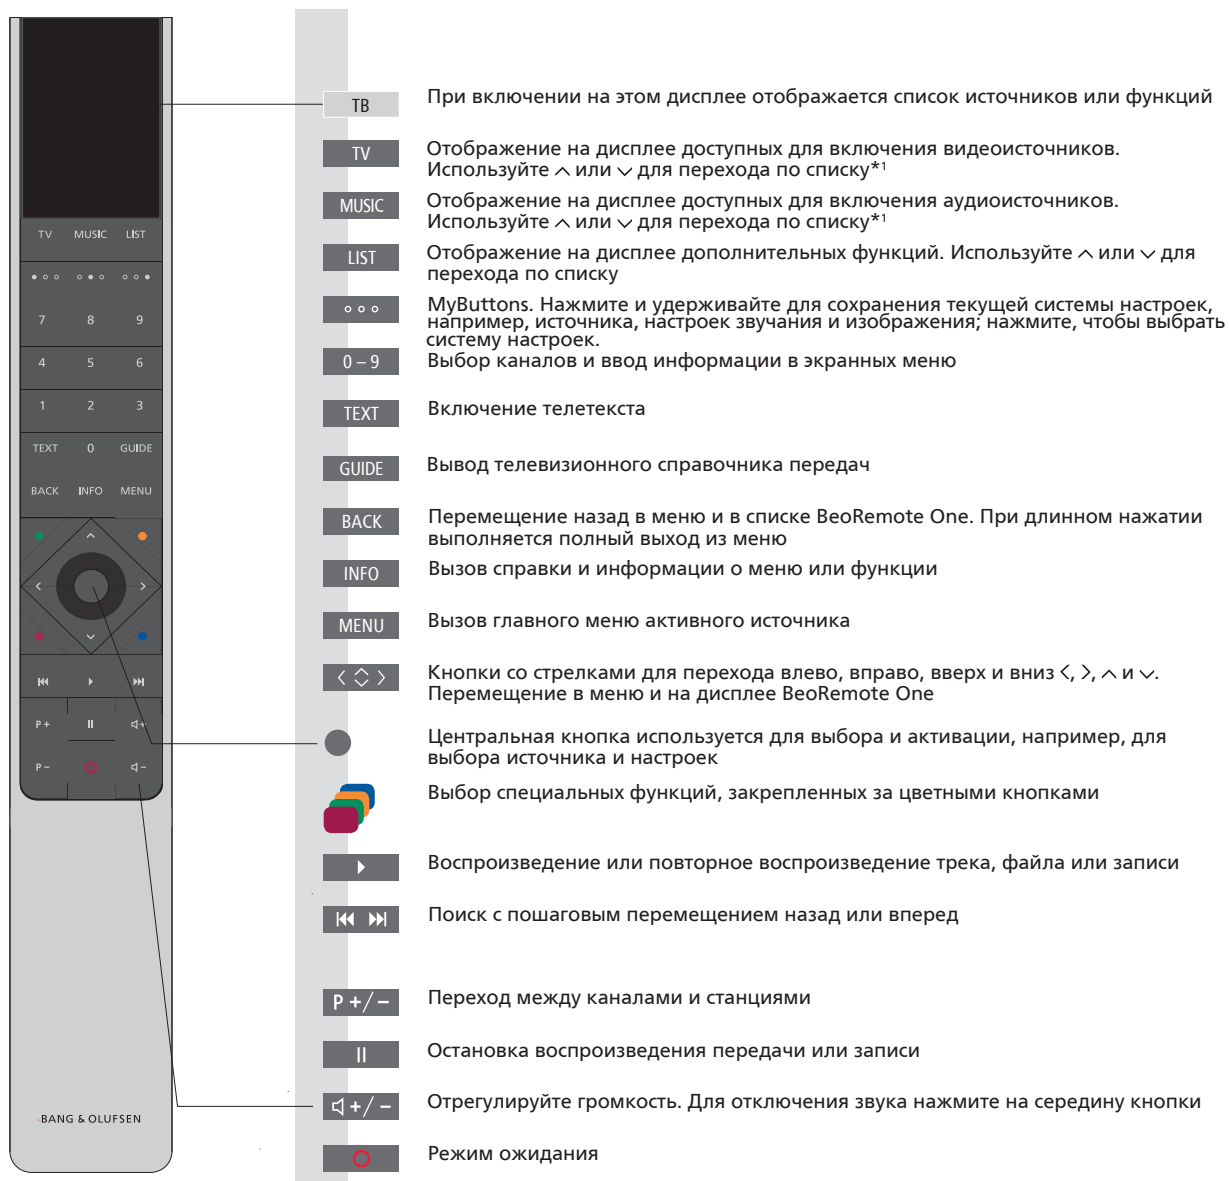 ТВ
При включении на этом дисплее отображается список источников или функций
TV
Отображение на дисплее доступных для включения видеоисточников.
Используйте ︿ или ﹀ для перехода по списку*1
MUSIC
Отображение на дисплее доступных для включения аудиоисточников.
Используйте ︿ или ﹀ для перехода по списку*1
LIST
Отображение на дисплее дополнительных функций. Используйте ︿ или ﹀ для
перехода по списку
MyButtons. Нажмите и удерживайте для сохранения текущей системы настроек,
например, источника, настроек звучания и изображения; нажмите, чтобы выбрать
систему настроек.
0 – 9
Выбор каналов и ввод информации в экранных меню
TEXT
Включение телетекста
GUIDE
Вывод телевизионного справочника передач
BACK
Перемещение назад в меню и в списке BeoRemote One. При длинном нажатии
выполняется полный выход из меню
INFO
Вызов справки и информации о меню или функции
MENU
Вызов главного меню активного источника
Кнопки со стрелками для перехода влево, вправо, вверх и вниз 〈, 〉, ︿ и ﹀.
Перемещение в меню и на дисплее BeoRemote One
Центральная кнопка используется для выбора и активации, например, для
выбора источника и настроек
Выбор специальных функций, закрепленных за цветными кнопками
Воспроизведение или повторное воспроизведение трека, файла или записи
Поиск с пошаговым перемещением назад или вперед
P +/−
Переход между каналами и станциями
Остановка воспроизведения передачи или записи
+/−
Отрегулируйте громкость. Для отключения звука нажмите на середину кнопки
Режим ожидания
TV MUSIC LIST
7 8 9
4 5 6
1 2 3
TEXT 0 GUIDE
BACK INFO MENU
P + +
P − −
BANG & OLUFSEN